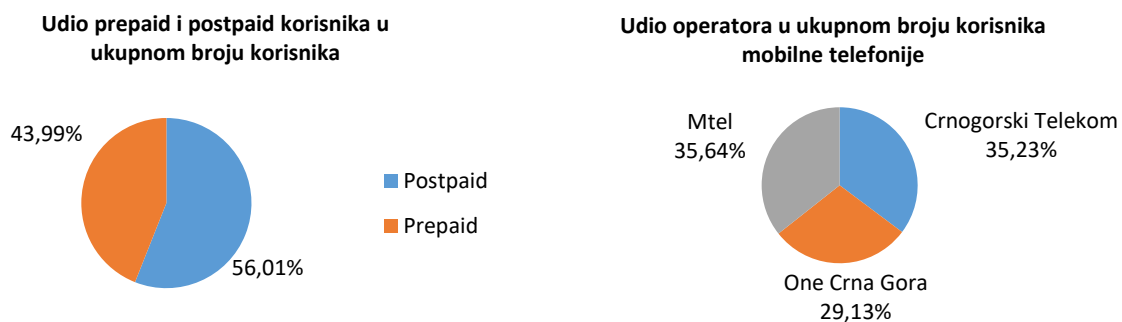 Udio prepaid i postpaid korisnika u
ukupnom broju korisnika
43,99%
56,01%
Postpaid
Prepaid
Udio operatora u ukupnom broju korisnika
mobilne telefonije
Mtel
35,64%
Crnogorski Telekom
35,23%
One Crna Gora
29,13%